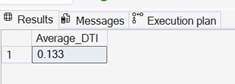 Results Messages Execution plan
Average_DTI
1 0.133